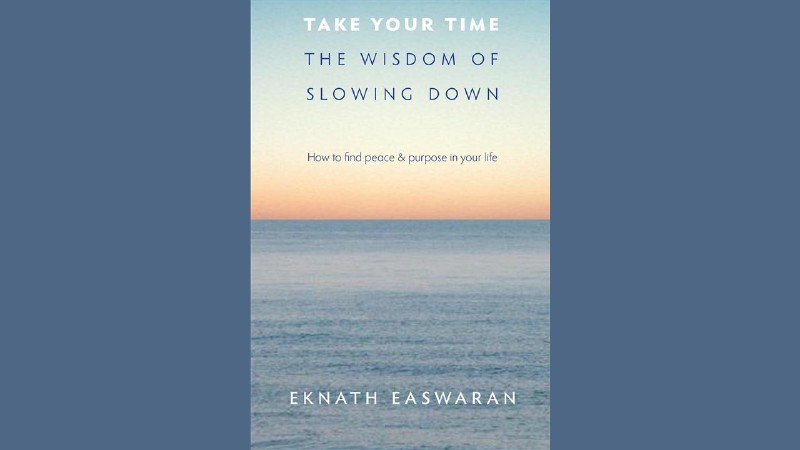 TAKE YOUR TIME
THE WISDOM OF
SLOWING DOWN
How to find peace & purpose in your life
EKNATH EASWARAN